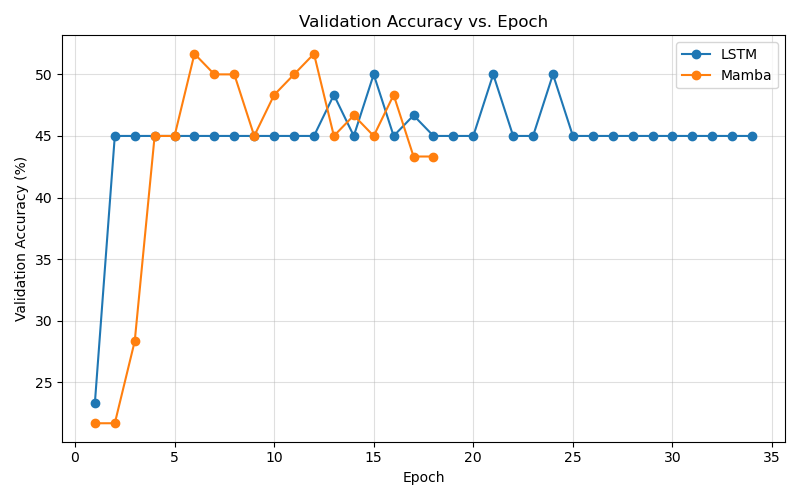 Validation Accuracy vs. Epoch
LSTM
Mamba
Validation Accuracy (%)
50
45
40
35
30
25
0 5 10 15 20 25 30 35
Epoch